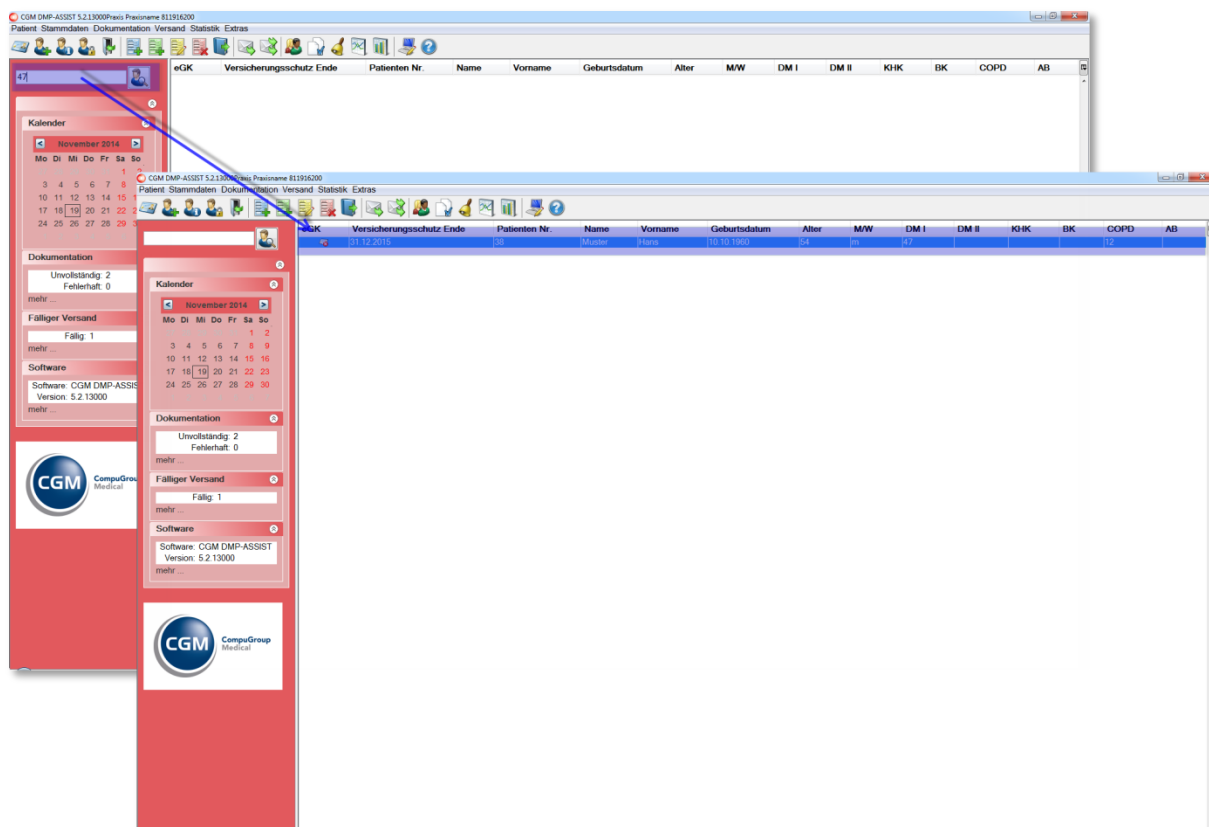 CGM DMP-ASSIST 5.2.13000Praxis Praxisname 811916200
Patient Stammdaten Dokumentation Versand Statistik Extras
47
eGK Versicherungsschutz Ende Patienten Nr. Name Vorname Geburtsdatum Alter M/W DM I DM II KHK BK COPD AB
Kalender
November 2014
Mo Di Mi Do Fr Sa So
1 2
3 4 5 6 7 8
10 11 12 13 14 15
17 18 19 20 21 22
24 25 26 27 28 29
Dokumentation
Unvollständig: 2
Fehlerhaft: 0
mehr ...
Fälliger Versand
Fällig: 1
mehr ...
Software
Software: CGM DMP-ASSIS
Version: 5.2.13000
mehr ...
CGM CompuGrou
Medical
CGM DMP-ASSIST 5.2.13000Praxis Praxisname 811916200
Patient Stammdaten Dokumentation Versand Statistik Extras
eGK Versicherungsschutz Ende Patienten Nr. Name Vorname Geburtsdatum Alter M/W DM I DM II KHK BK COPD AB
31.12.2015 38 Muster Hans 10.10.1960 54 m 47 12
Kalender
November 2014
Mo Di Mi Do Fr Sa So
1 2
3 4 5 6 7 8 9
10 11 12 13 14 15 16
17 18 19 20 21 22 23
24 25 26 27 28 29 30
Dokumentation
Unvollständig: 2
Fehlerhaft: 0
mehr ...
Fälliger Versand
Fällig: 1
mehr ...
Software
Software: CGM DMP-ASSIST
Version: 5.2.13000
mehr ...
CGM CompuGroup
Medical